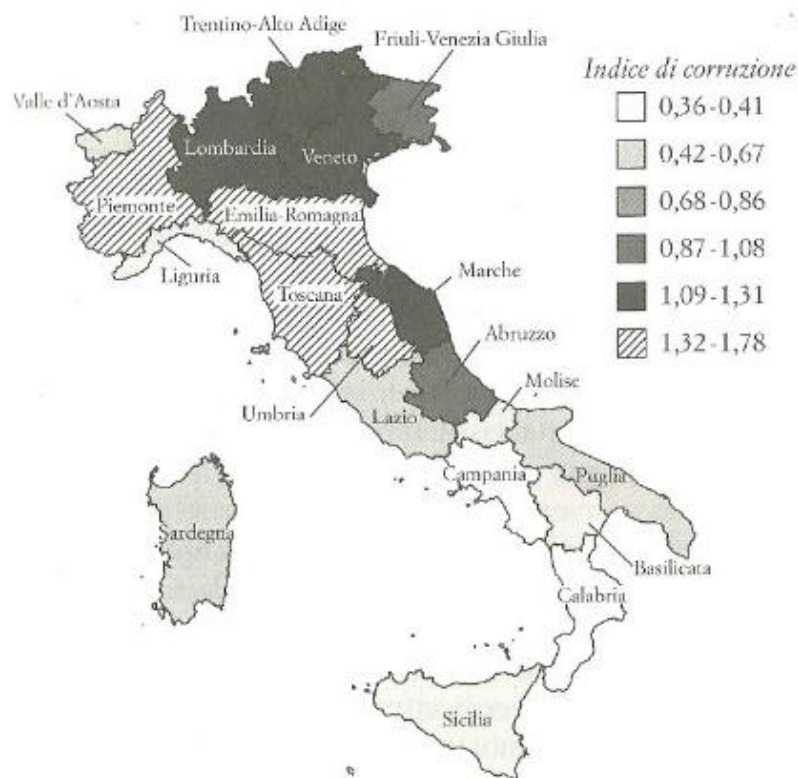 Trentino-Alto Adige
Friuli-Venezia Giulia
Valle d'Aosta
Lombardia
Veneto
Piemonte
Emilia-Romagna
Liguria
Toscana
Marche
Abruzzo
Molise
Umbria
Lazio
Campania
Puglia
Sardegna
Basilicata
Calabria
Sicilia
Indice di corruzione
0,36-0,41
0,42-0,67
0,68-0,86
0,87-1,08
1,09-1,31
1,32-1,78